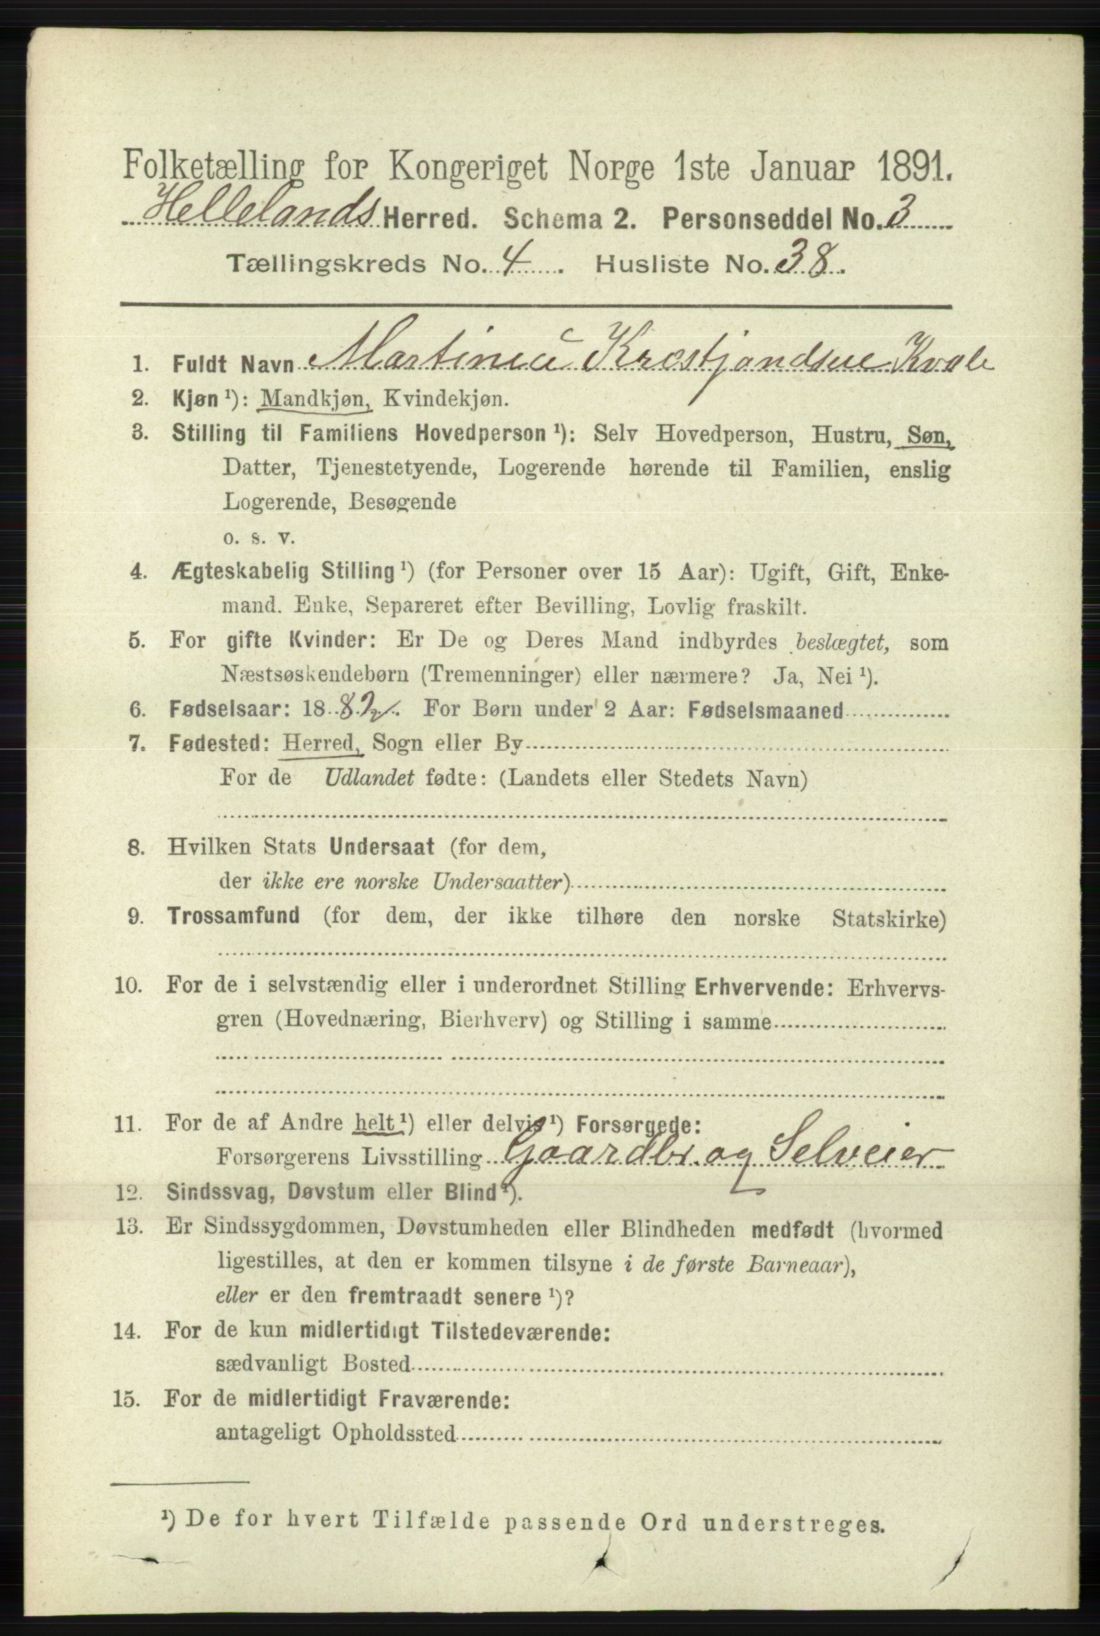 Folketælling for Kongeriget Norge 1ste Januar 1891.
Hellelands Herred. Schema 2. Personseddel No. 3
Tællingskreds No. 4. Husliste No. 38.
1. Fuldt Navn Kvale
2. Kjøn ¹): Mandkjøn, Kvindekjøn.
3. Stilling til Familiens Hovedperson ¹): Selv Hovedperson, Hustru, Søn,
Datter, Tjenestetyende, Logerende hørende til Familien, enslig
Logerende, Besøgende
o. s. v.
4. Ægteskabelig Stilling ¹) (for Personer over 15 Aar): Ugift, Gift, Enke-
mand. Enke, Separeret efter Bevilling, Lovlig fraskilt.
5. For gifte Kvinder: Er De og Deres Mand indbyrdes beslægtet, som
Næstsøskendebørn (Tremenninger) eller nærmere? Ja, Nei ¹).
6. Fødselsaar: 1882. For Børn under 2 Aar: Fødselsmaaned
7. Fødested: Herred, Sogn eller By
For de Udlandet fødte: (Landets eller Stedets Navn)
8. Hvilken Stats Undersaat (for dem,
der ikke ere norske Undersaatter)
9. Trossamfund (for dem, der ikke tilhøre den norske Statskirke)
10. For de i selvstændig eller i underordnet Stilling Erhvervende: Erhvervs-
gren (Hovednæring, Bierhverv) og Stilling i samme
11. For de af Andre helt ¹) eller delvis ¹) Forsørgede:
Forsørgerens Livsstilling Gaardbr. og Selveier
12. Sindssvag, Døvstum eller Blind ¹).
13. Er Sindssygdommen, Døvstumheden eller Blindheden medfødt (hvormed
ligestilles, at den er kommen tilsyne i de første Barneaar),
eller er den fremtraadt senere ¹)?
14. For de kun midlertidigt Tilstedeværende:
sædvanligt Bosted
15. For de midlertidigt Fraværende:
antageligt Opholdssted
¹) De for hvert Tilfælde passende Ord understreges.